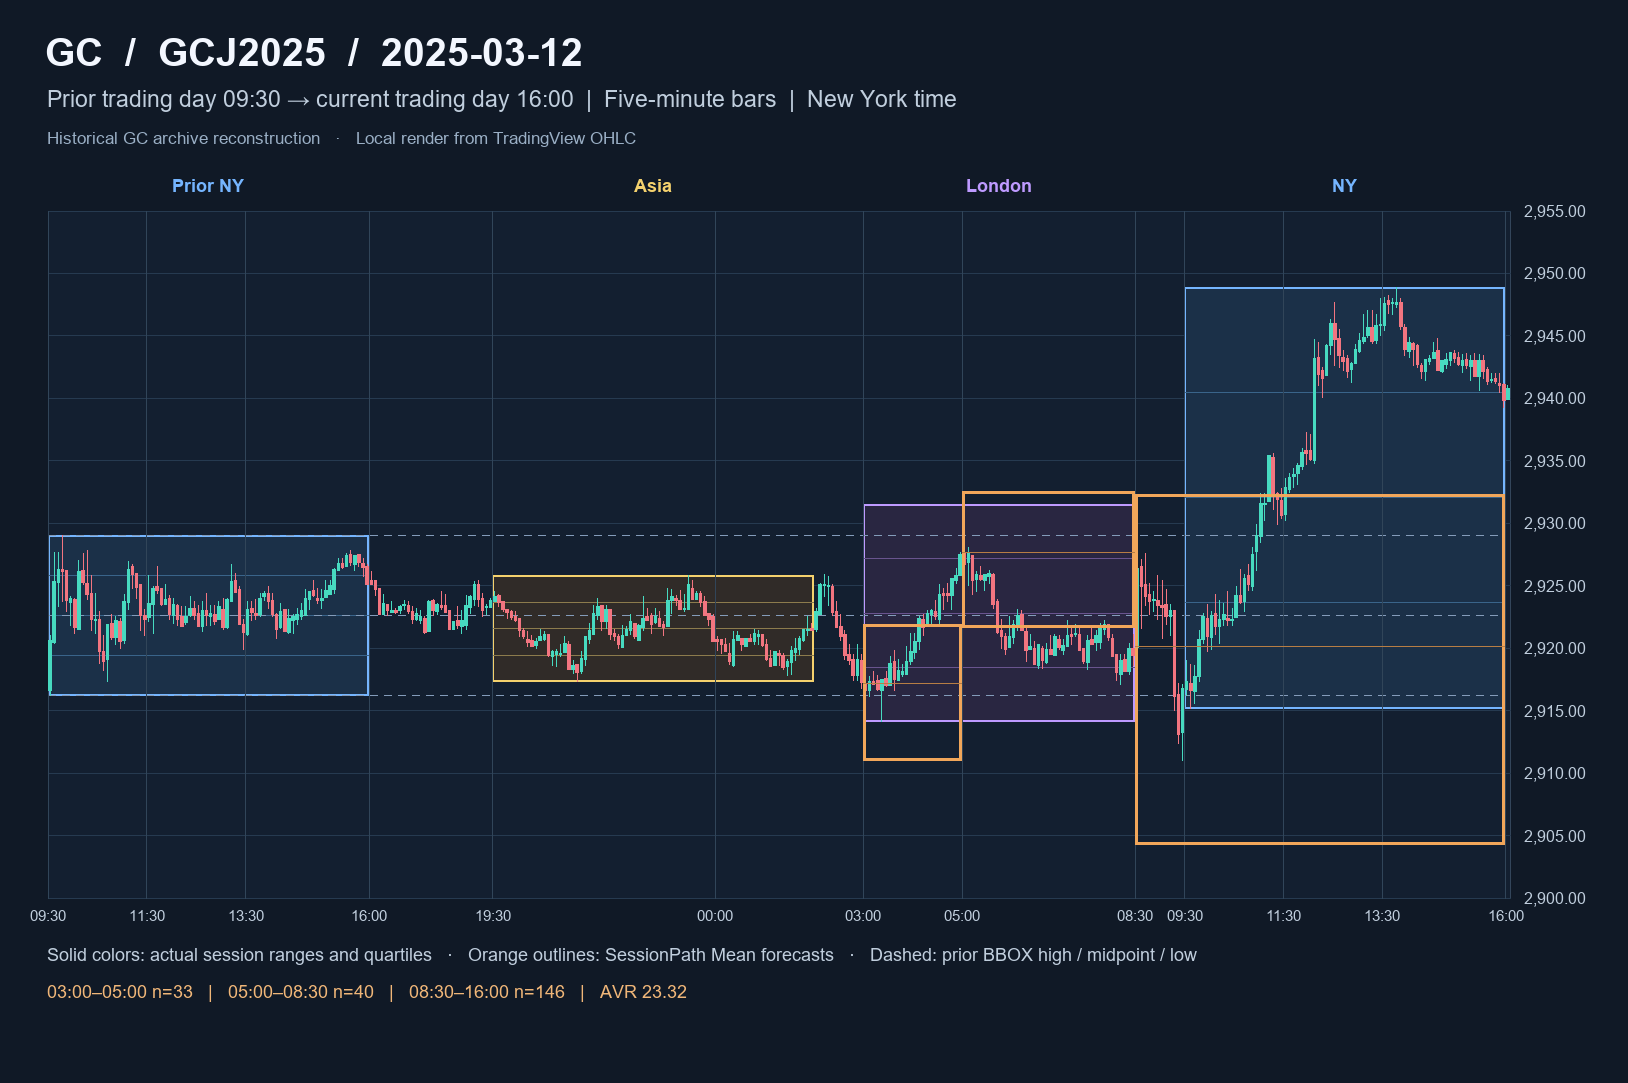 GC / GCJ2025 / 2025-03-12
Prior trading day 09:30 → current trading day 16:00 | Five-minute bars | New York time
Historical GC archive reconstruction · Local render from TradingView OHLC
Prior NY Asia London NY
2,955.00
2,950.00
2,945.00
2,940.00
2,935.00
2,930.00
2,925.00
2,920.00
2,915.00
2,910.00
2,905.00
2,900.00
09:30 11:30 13:30 16:00 19:30 00:00 03:00 05:00 08:30 09:30 11:30 13:30 16:00
Solid colors: actual session ranges and quartiles · Orange outlines: SessionPath Mean forecasts · Dashed: prior BBOX high / midpoint / low
03:00–05:00 n=33 | 05:00–08:30 n=40 | 08:30–16:00 n=146 | AVR 23.32